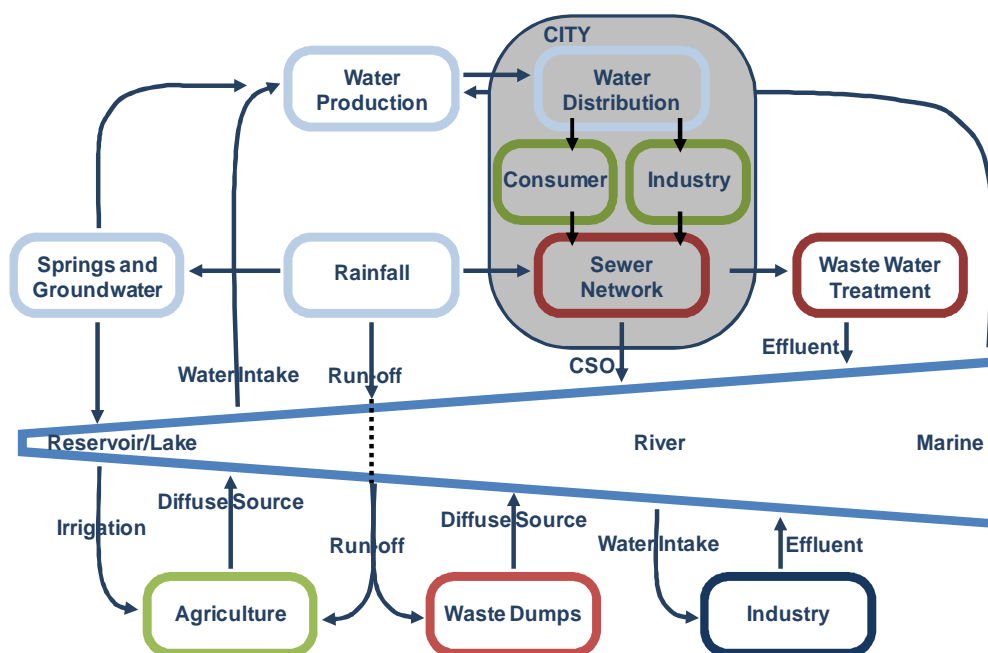 CITY
Water
Production
Water
Distribution
Consumer
Industry
Springs and
Groundwater
Rainfall
Sewer
Network
Waste Water
Treatment
Water Intake
Run-off
CSO
Effluent
Reservoir/Lake
River
Marine
Irrigation
Diffuse Source
Run-off
Diffuse Source
Water Intake
Effluent
Agriculture
Waste Dumps
Industry